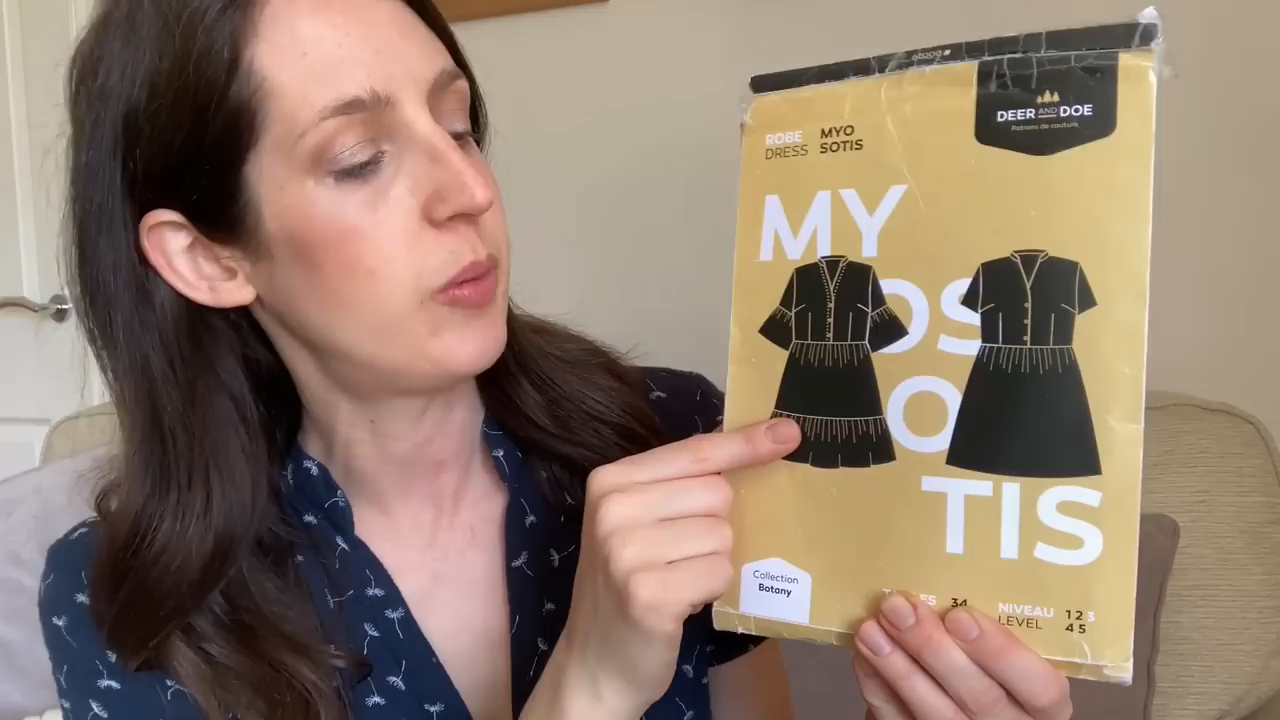 DEER AND DOE
Patrons de couture
ROBE MYO
DRESS SOTIS
MY
OS
O
TIS
Collection
Botany
34
NIVEAU 1 2 3
LEVEL 4 5